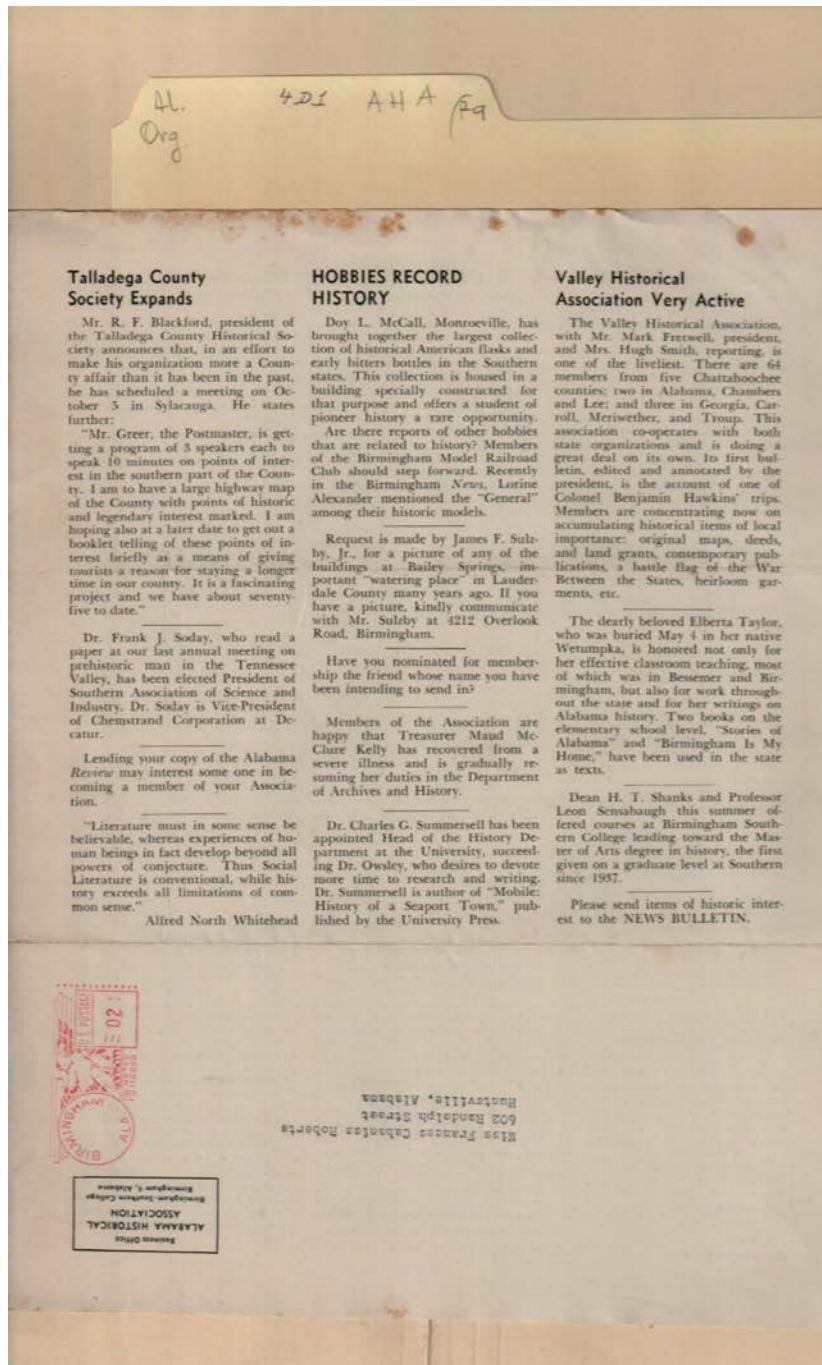 Al. 4D1 AHA
Org
Talladega County
Society Expands
Mr. R. F. Blackford, president of
the Talladega County Historical So-
ciety announces that, in an effort to
make his organization more a Coun-
ty affair than it has been in the past,
he has scheduled a meeting on Oc-
tober 5 in Sylacauga. He states
further:
"Mr. Greer, the Postmaster, is get-
ting a program of 5 speakers each to
speak 10 minutes on points of inter-
est in the southern part of the Coun-
ty. I am to have a large highway map
of the County with points of historic
and legendary interest marked. I am
hoping also at a later date to get out a
booklet telling of these points of in-
terest briefly as a means of giving
tourists a reason for staying a longer
time in our county. It is a fascinating
project and we have about seventy-
five to date."
Dr. Frank J. Soday, who read a
paper at our last annual meeting on
prehistoric man in the Tennessee
Valley, has been elected President of
Southern Association of Science and
Industry. Dr. Soday is Vice-President
of Chemstrand Corporation at De-
catur.
Lending your copy of the Alabama
Review may interest some one in be-
coming a member of your Associa-
tion.
"Literature must in some sense be
believable, whereas experiences of hu-
man beings in fact develop beyond all
powers of conjecture. Thus Social
Literature is conventional, while his-
tory exceeds all limitations of com-
mon sense."
Alfred North Whitehead
HOBBIES RECORD
HISTORY
Doy L. McCall, Monroeville, has
brought together the largest collec-
tion of historical American flasks and
early bitters bottles in the Southern
states. This collection is housed in a
building specially constructed for
that purpose and offers a student of
pioneer history a rare opportunity.
Are there reports of other hobbies
that are related to history? Members
of the Birmingham Model Railroad
Club should step forward. Recently
in the Birmingham News, Lorine
Alexander mentioned the "General"
among their historic models.
Request is made by James F. Sulz-
by, Jr., for a picture of any of the
buildings at Bailey Springs, im-
portant "watering place" in Lauder-
dale County many years ago. If you
have a picture, kindly communicate
with Mr. Sulzby at 4212 Overlook
Road, Birmingham.
Have you nominated for member-
ship the friend whose name you have
been intending to send in?
Members of the Association are
happy that Treasurer Maud Mc-
Clure Kelly has recovered from a
severe illness and is gradually re-
suming her duties in the Department
of Archives and History.
Dr. Charles G. Summersell has been
appointed Head of the History De-
partment at the University, succeed-
ing Dr. Owsley, who desires to devote
more time to research and writing.
Dr. Summersell is author of "Mobile:
History of a Seaport Town," pub-
lished by the University Press.
Valley Historical
Association Very Active
The Valley Historical Association,
with Mr. Mark Fretwell, president,
and Mrs. Hugh Smith, reporting, is
one of the liveliest. There are 64
members from five Chattahoochee
counties; two in Alabama, Chambers
and Lee; and three in Georgia, Car-
roll, Meriwether, and Troup. This
association co-operates with both
state organizations and is doing a
great deal on its own. Its first bul-
letin, edited and annotated by the
president, is the account of one of
Colonel Benjamin Hawkins' trips.
Members are concentrating now on
accumulating historical items of local
importance: original maps, deeds,
and land grants, contemporary pub-
lications, a battle flag of the War
Between the States, heirloom gar-
ments, etc.
The dearly beloved Elberta Taylor,
who was buried May 4 in her native
Wetumpka, is honored not only for
her effective classroom teaching, most
of which was in Bessemer and Bir-
mingham, but also for work through-
out the state and for her writings on
Alabama history. Two books on the
elementary school level, "Stories of
Alabama" and "Birmingham Is My
Home," have been used in the state
as texts.
Dean H. T. Shanks and Professor
Leon Sensabaugh this summer of-
fered courses at Birmingham South-
ern College leading toward the Mas-
ter of Arts degree in history, the first
given on a graduate level at Southern
since 1937.
Please send items of historic inter-
est to the NEWS BULLETIN.
U.S. POSTAGE
02
BIRMINGHAM
ALA
Miss Frances Cabaniss Roberts
602 Randolph Street
Huntsville, Alabama
Business Office
ALABAMA HISTORICAL
ASSOCIATION
Birmingham-Southern College
Birmingham 4, Alabama